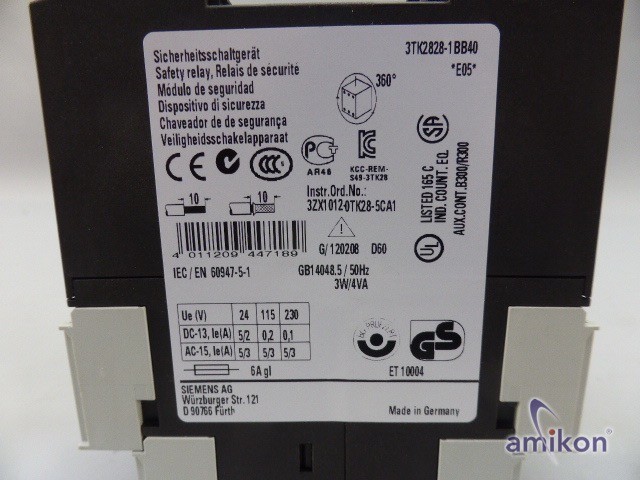 Sicherheitsschaltgerät
Safety relay, Relais de sécurité
Módulo de seguridad
Dispositivo di sicurezza
Chaveador de de segurança
Veiligheidsschakelapparaat
360°
3TK2828-1BB40
*E05*
CE
CCC
AR46
KCC-REM-
S49-3TK28
LISTED 165 C
IND. CONT. EQ.
AUX.CONT.B300/R300
10
10
Instr.Ord.No.:
3ZX1012-0TK28-5CA1
4 011209 447189
G/120208 D60
IEC / EN 60947-5-1
GB14048.5 / 50Hz
3W/4VA
Ue (V) 24 115 230
DC-13, Ie(A) 5/2 0,2 0,1
AC-15, Ie(A) 5/3 5/3 5/3
6A gl
GS
ET 10004
SIEMENS AG
Würzburger Str. 121
D 90766 Fürth
Made in Germany
amikon